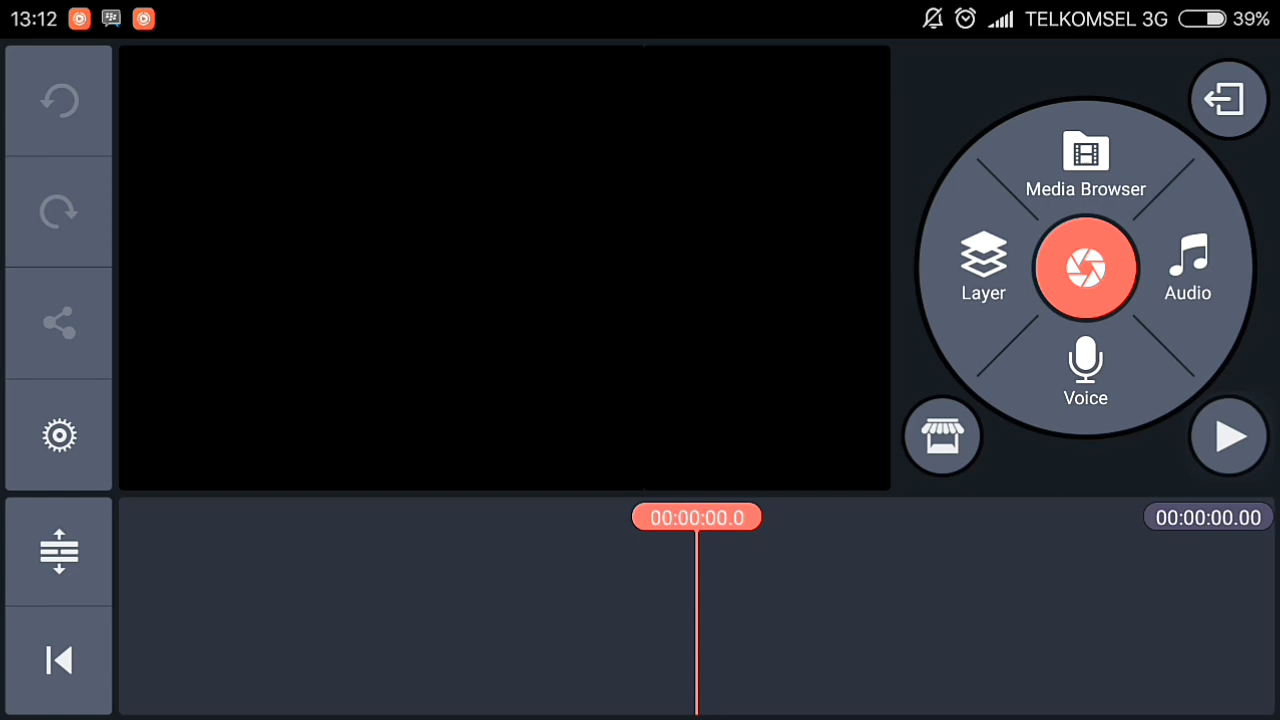 13:12 TELKOMSEL 3G 39%
Media Browser
Layer
Audio
Voice
00:00:00.0
00:00:00.00